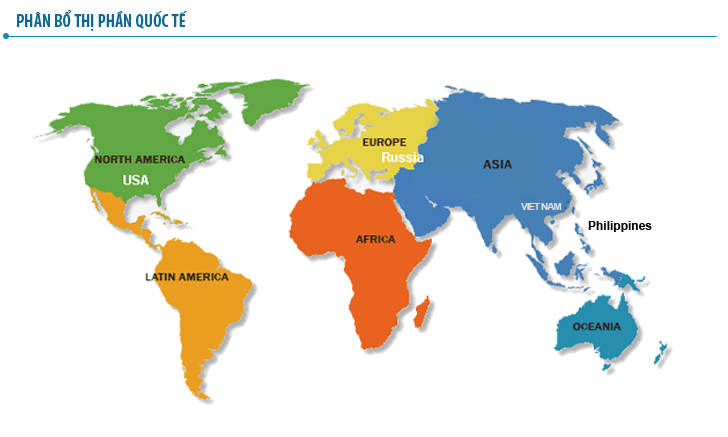 PHÂN BỔ THỊ PHẦN QUỐC TẾ
NORTH AMERICA
USA
EUROPE
Russia
ASIA
VIET NAM
Philippines
AFRICA
LATIN AMERICA
OCEANIA